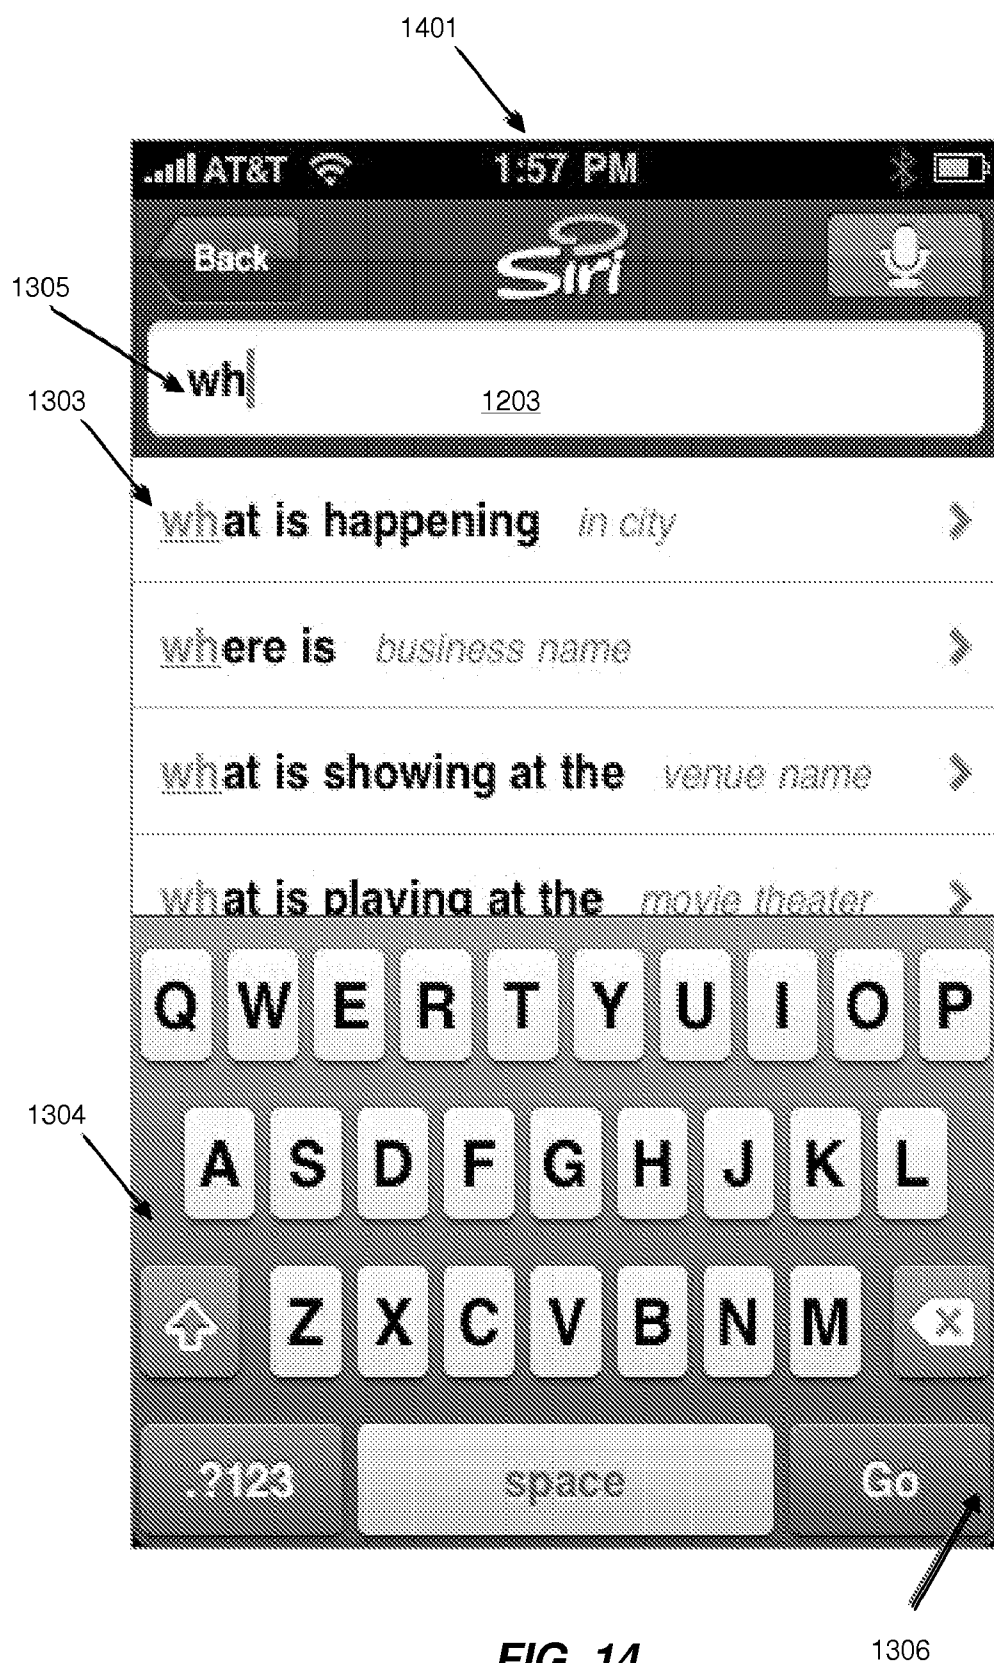 1401
AT&T 1:57 PM
Back Siri
1305
wh
1303
1203
what is happening in city
where is business name
what is showing at the venue name
what is playing at the movie theater
Q W E R T Y U I O P
1304
A S D F G H J K L
Z X C V B N M
.?123 space Go
1306
FIG. 14